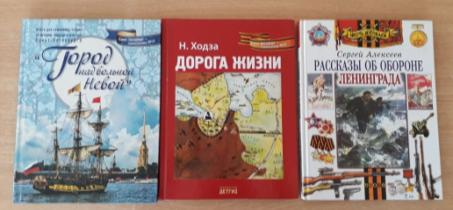 "Город
над вольной
Невой"
Н. Ходза
ДОРОГА ЖИЗНИ
ДЕТГИЗ
Сергей Алексеев
РАССКАЗЫ ОБ ОБОРОНЕ
ЛЕНИНГРАДА